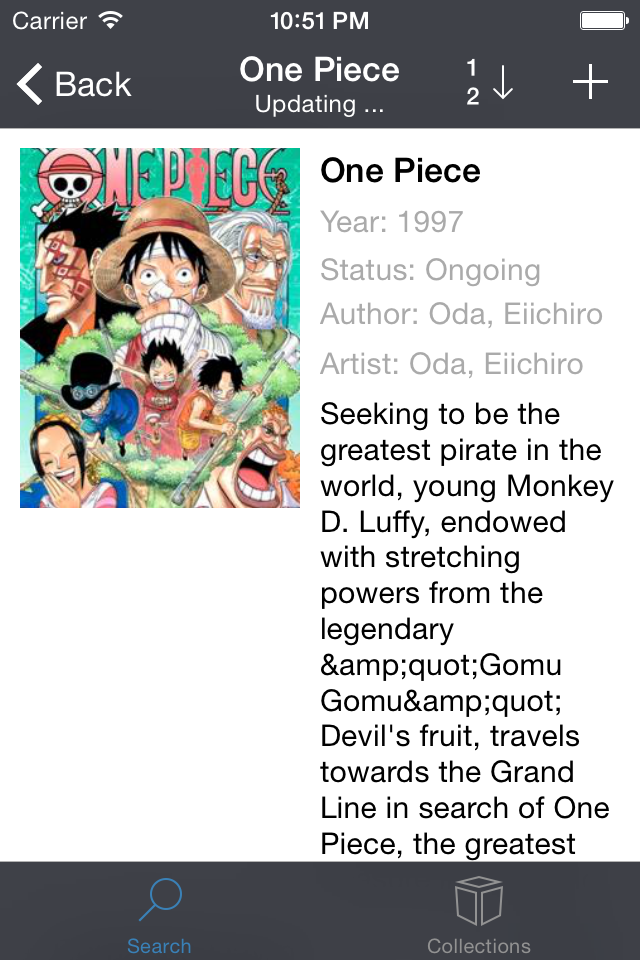 Carrier
10:51 PM
Back
One Piece
Updating ...
1
2
ONE PIECE
One Piece
Year: 1997
Status: Ongoing
Author: Oda, Eiichiro
Artist: Oda, Eiichiro
Seeking to be the
greatest pirate in the
world, young Monkey
D. Luffy, endowed
with stretching
powers from the
legendary
&amp;quot;Gomu
Gomu&amp;quot;
Devil's fruit, travels
towards the Grand
Line in search of One
Piece, the greatest
Search
Collections